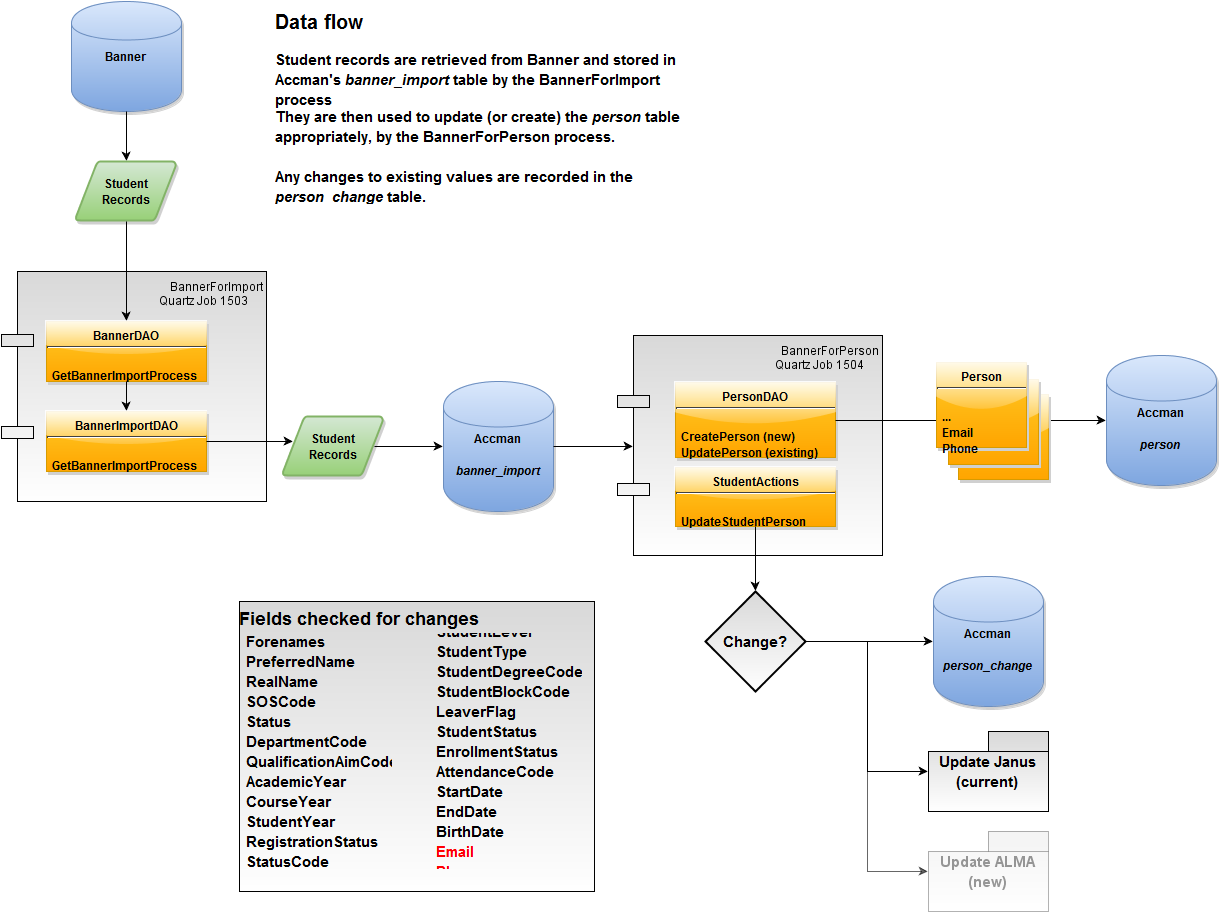 Banner
Data flow
Student records are retrieved from Banner and stored in
Accman's banner_import table by the BannerForImport
process
They are then used to update (or create) the person table
appropriately, by the BannerForPerson process.
Any changes to existing values are recorded in the
person_change table.
Student
Records
BannerForImport
Quartz Job 1503
BannerDAO
GetBannerImportProcess
BannerImportDAO
GetBannerImportProcess
Student
Records
Accman
banner_import
BannerForPerson
Quartz Job 1504
PersonDAO
CreatePerson (new)
UpdatePerson (existing)
StudentActions
UpdateStudentPerson
Person
...
Email
Phone
Accman
person
Change?
Accman
person_change
Update Janus
(current)
Update ALMA
(new)
Fields checked for changes
Forenames
PreferredName
RealName
SOSCode
Status
DepartmentCode
QualificationAimCode
AcademicYear
CourseYear
StudentYear
RegistrationStatus
StatusCode
StudentLevel
StudentType
StudentDegreeCode
StudentBlockCode
LeaverFlag
StudentStatus
EnrollmentStatus
AttendanceCode
StartDate
EndDate
BirthDate
Email